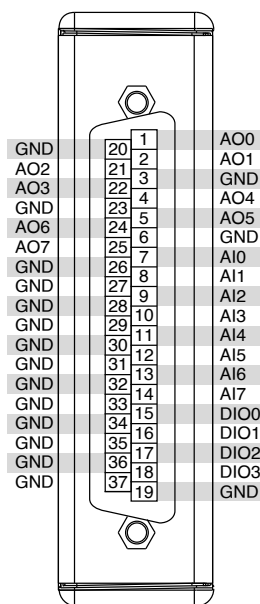 GND 20
AO2 21
AO3 22
GND 23
AO6 24
AO7 25
GND 26
GND 27
GND 28
GND 29
GND 30
GND 31
GND 32
GND 33
GND 34
GND 35
GND 36
GND 37
1 AO0
2 AO1
3 GND
4 AO4
5 AO5
6 GND
7 AI0
8 AI1
9 AI2
10 AI3
11 AI4
12 AI5
13 AI6
14 AI7
15 DIO0
16 DIO1
17 DIO2
18 DIO3
19 GND